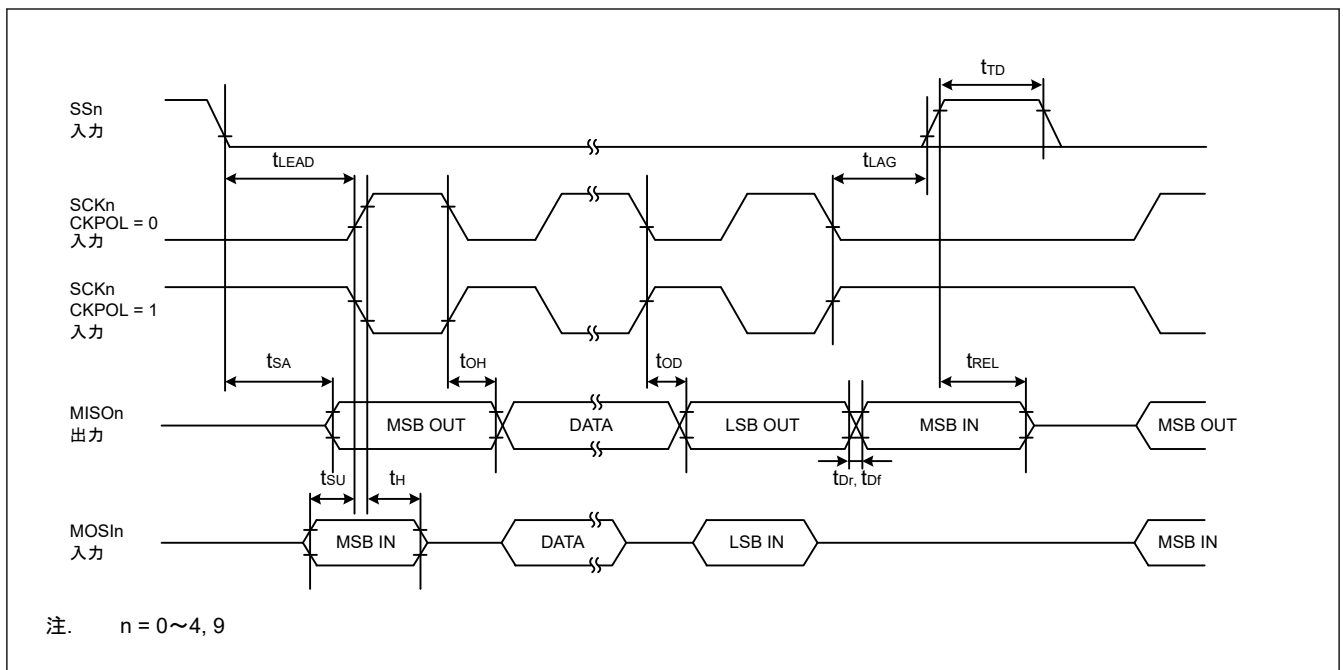 tTD
SSn
入力
tLEAD
tLAG
SCKn
CKPOL = 0
入力
SCKn
CKPOL = 1
入力
tSA
tOH
tOD
tREL
MISOn
出力
MSB OUT
DATA
LSB OUT
MSB IN
MSB OUT
tDr, tDf
tSU
tH
MOSIn
入力
MSB IN
DATA
LSB IN
MSB IN
注. n = 0～4, 9